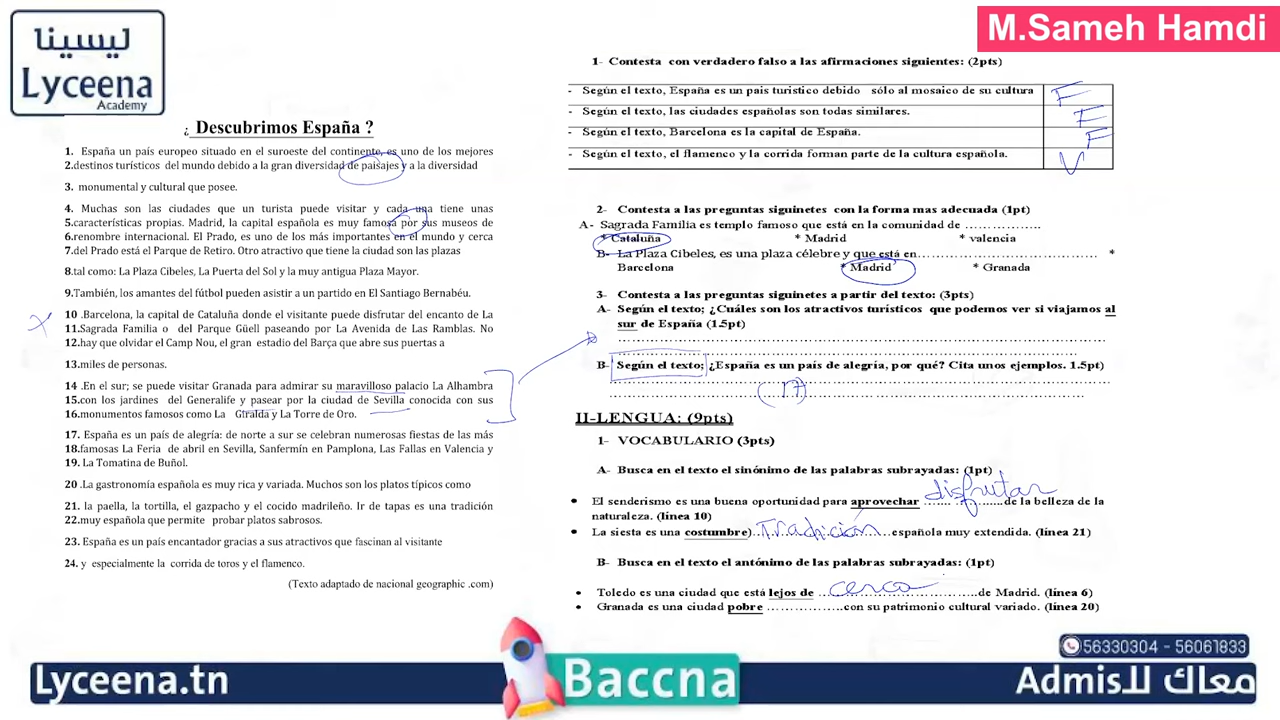 ليسينا
Lyceena
Academy
M.Sameh Hamdi
¿ Descubrimos España ?
1. España un país europeo situado en el suroeste del continente, es uno de los mejores
2.destinos turísticos del mundo debido a la gran diversidad de paisajes y a la diversidad
3. monumental y cultural que posee.
4. Muchas son las ciudades que un turista puede visitar y cada una tiene unas
5.características propias. Madrid, la capital española es muy famosa por sus museos de
6.renombre internacional. El Prado, es uno de los más importantes en el mundo y cerca
7.del Prado está el Parque de Retiro. Otro atractivo que tiene la ciudad son las plazas
8.tal como: La Plaza Cibeles, La Puerta del Sol y la muy antigua Plaza Mayor.
9.También, los amantes del fútbol pueden asistir a un partido en El Santiago Bernabéu.
10 .Barcelona, la capital de Cataluña donde el visitante puede disfrutar del encanto de La
11.Sagrada Familia o del Parque Güell paseando por La Avenida de Las Ramblas. No
12.hay que olvidar el Camp Nou, el gran estadio del Barça que abre sus puertas a
13.miles de personas.
14 .En el sur; se puede visitar Granada para admirar su maravilloso palacio La Alhambra
15.con los jardines del Generalife y pasear por la ciudad de Sevilla conocida con sus
16.monumentos famosos como La Giralda y La Torre de Oro.
17. España es un país de alegría: de norte a sur se celebran numerosas fiestas de las más
18.famosas La Feria de abril en Sevilla, Sanfermín en Pamplona, Las Fallas en Valencia y
19. La Tomatina de Buñol.
20 .La gastronomía española es muy rica y variada. Muchos son los platos típicos como
21. la paella, la tortilla, el gazpacho y el cocido madrileño. Ir de tapas es una tradición
22.muy española que permite probar platos sabrosos.
23. España es un país encantador gracias a sus atractivos que fascinan al visitante
24. y especialmente la corrida de toros y el flamenco.
(Texto adaptado de nacional geographic .com)
1- Contesta con verdadero falso a las afirmaciones siguientes: (2pts)
- Según el texto, España es un país turistico debido sólo al mosaico de su cultura F
- Según el texto, las ciudades españolas son todas similares. F
- Según el texto, Barcelona es la capital de España. F
- Según el texto, el flamenco y la corrida forman parte de la cultura española. V
2- Contesta a las preguntas siguinetes con la forma mas adecuada (1pt)
A- Sagrada Familia es templo famoso que está en la comunidad de ……………..
* Cataluña * Madrid * valencia
B- La Plaza Cibeles, es una plaza célebre y que está en…………………………………… *
Barcelona * Madrid * Granada
3- Contesta a las preguntas siguinetes a partir del texto: (3pts)
A- Según el texto; ¿Cuáles son los atractivos turísticos que podemos ver si viajamos al
sur de España (1.5pt)
B- Según el texto; ¿España es un país de alegría, por qué? Cita unos ejemplos. 1.5pt)
17
II-LENGUA: (9pts)
1- VOCABULARIO (3pts)
A- Busca en el texto el sinónimo de las palabras subrayadas: (1pt)
• El senderismo es una buena oportunidad para aprovechar disfrutar de la belleza de la
naturaleza. (línea 10)
• La siesta es una costumbre) Tradición española muy extendida. (línea 21)
B- Busca en el texto el antónimo de las palabras subrayadas: (1pt)
• Toledo es una ciudad que está lejos de cerca de Madrid. (línea 6)
• Granada es una ciudad pobre ……………..con su patrimonio cultural variado. (línea 20)
56330304 - 56061833
Lyceena.tn
Baccna
معاك للـAdmis